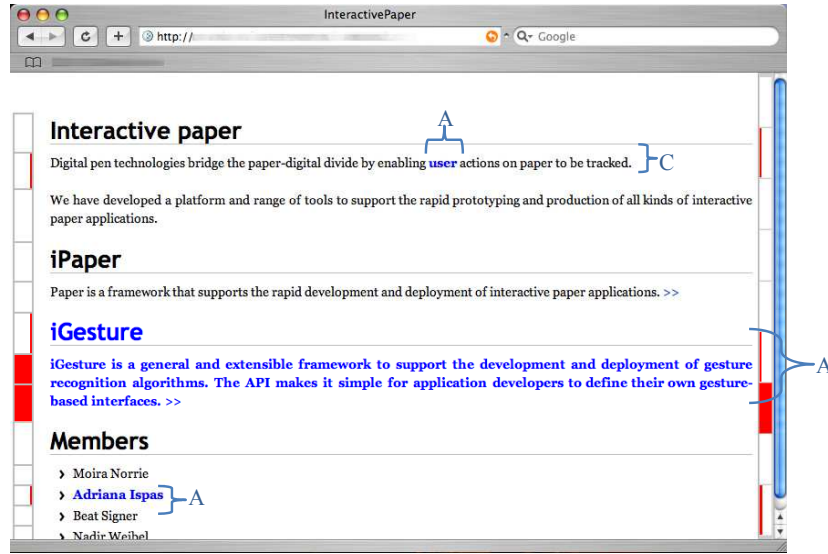 InteractivePaper
http://
Google
A
Interactive paper
Digital pen technologies bridge the paper-digital divide by enabling user actions on paper to be tracked.
C
We have developed a platform and range of tools to support the rapid prototyping and production of all kinds of interactive
paper applications.
iPaper
Paper is a framework that supports the rapid development and deployment of interactive paper applications. >>
iGesture
iGesture is a general and extensible framework to support the development and deployment of gesture
recognition algorithms. The API makes it simple for application developers to define their own gesture-
based interfaces. >>
A
Members
› Moira Norrie
› Adriana Ispas
A
› Beat Signer
› Nadir Weibel